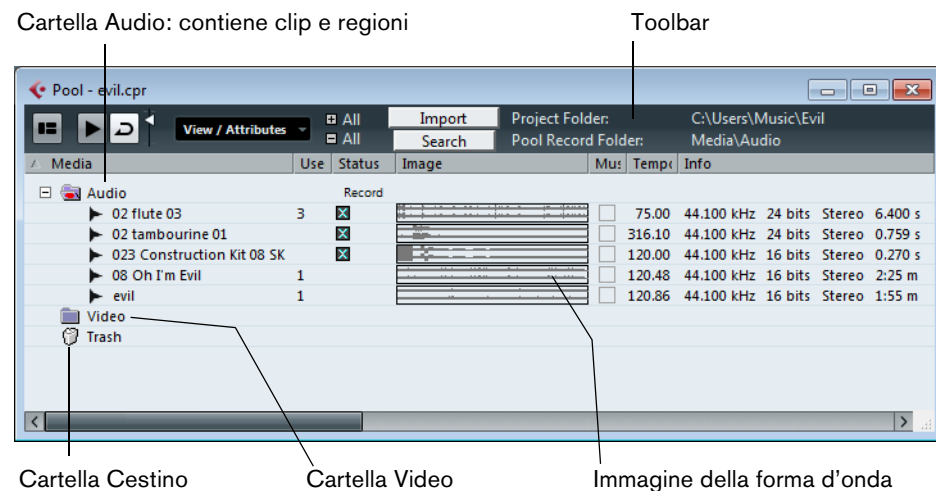 Cartella Audio: contiene clip e regioni Toolbar
Pool - evil.cpr
View / Attributes All Import Project Folder: C:\Users\Music\Evil
All Search Pool Record Folder: Media\Audio
Media Use Status Image Mus Tempo Info
Audio Record
02 flute 03 3 X 75.00 44.100 kHz 24 bits Stereo 6.400 s
02 tambourine 01 X 316.10 44.100 kHz 24 bits Stereo 0.759 s
023 Construction Kit 08 SK X 120.00 44.100 kHz 16 bits Stereo 0.270 s
08 Oh I'm Evil 1 120.48 44.100 kHz 16 bits Stereo 2:25 m
evil 1 120.86 44.100 kHz 16 bits Stereo 1:55 m
Video
Trash
Cartella Cestino Cartella Video Immagine della forma d'onda